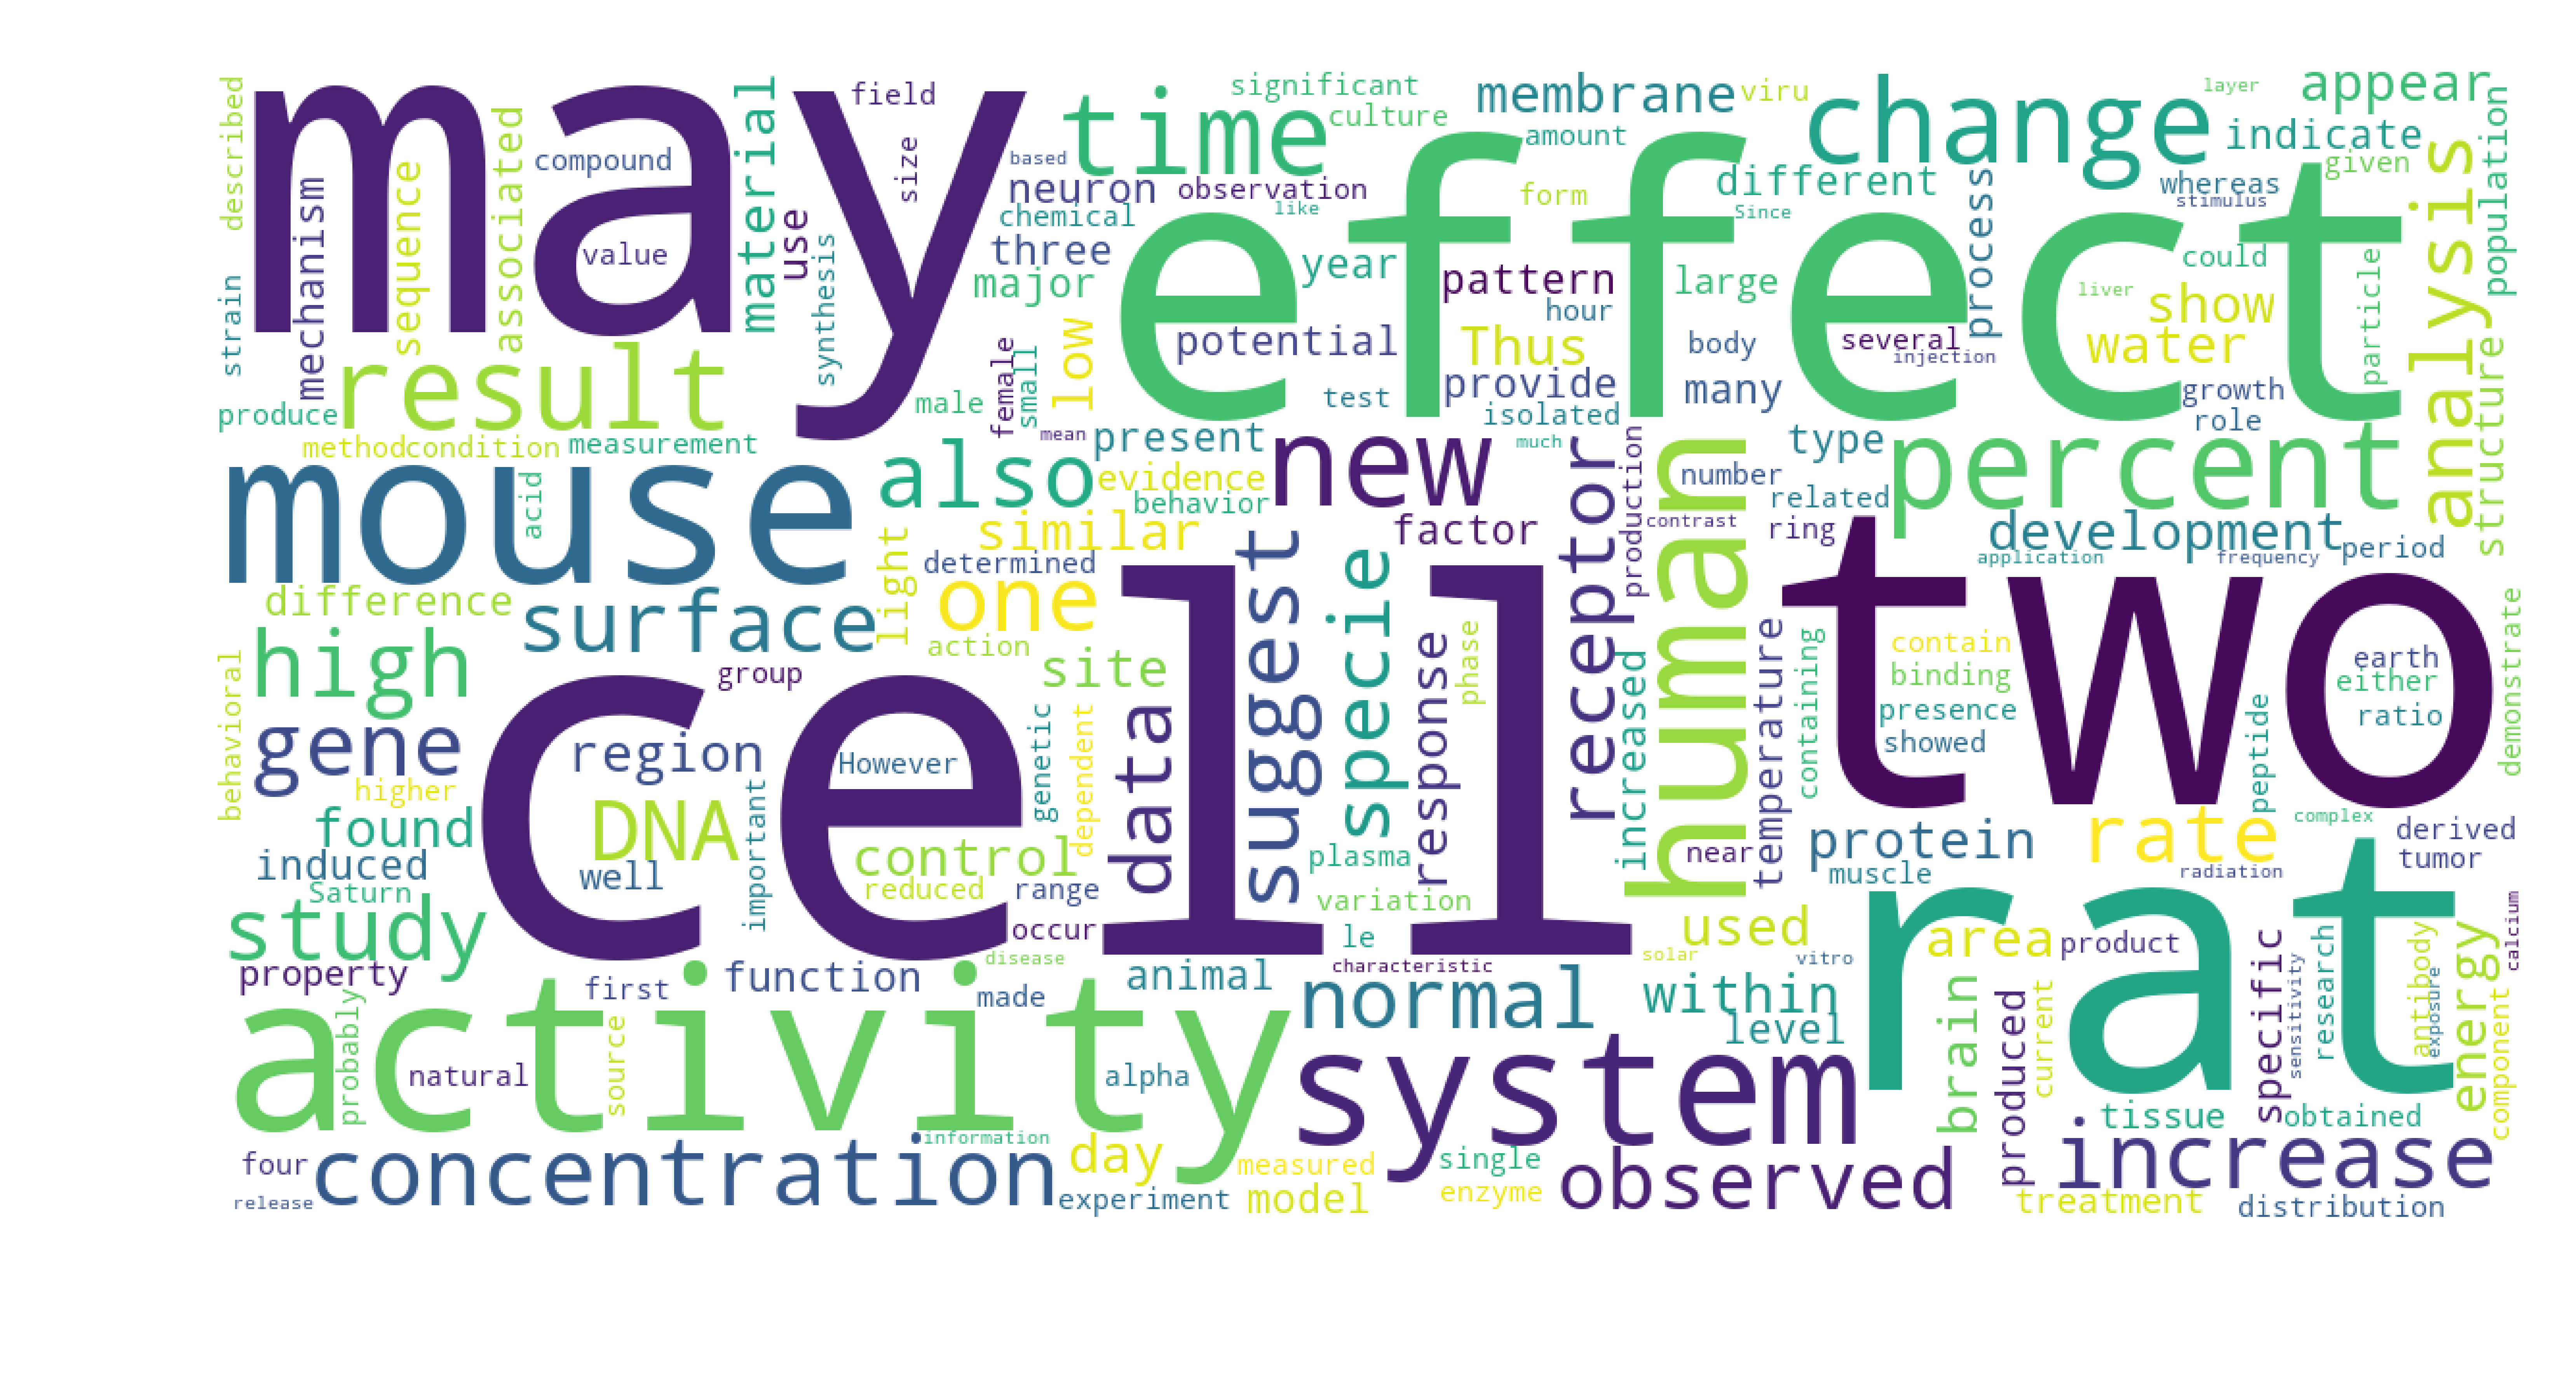 may
effect
cell
two
rat
mouse
activity
system
human
change
time
result
percent
new
also
analysis
concentration
increase
observed
study
high
gene
surface
one
DNA
data
suggest
specie
receptor
response
normal
rate
protein
development
appear
indicate
membrane
viru
layer
significant
culture
field
described
associated
material
compound
size
based
neuron
observation
amount
form
different
process
given
whereas
stimulus
population
mechanism
sequence
value
use
synthesis
chemical
like
three
year
major
pattern
large
Since
could
liver
show
particle
strain
hour
potential
Thus
body
several
injection
water
structure
low
female
small
male
test
provide
many
isolated
growth
role
produce
method
condition
measurement
mean
present
much
type
number
related
evidence
behavior
acid
production
similar
factor
contrast
ring
application
frequency
period
light
determined
difference
action
site
group
phase
increased
temperature
containing
contain
binding
presence
showed
earth
either
ratio
demonstrate
peptide
behavioral
region
However
genetic
dependent
higher
important
found
well
control
plasma
near
complex
derived
tumor
induced
Saturn
reduced
range
variation
muscle
radiation
occur
le
used
area
product
property
function
disease
characteristic
solar
vitro
first
made
animal
within
level
brain
produced
current
specific
sensitivity
research
antibody
exposure
energy
component
calcium
probably
natural
source
alpha
tissue
obtained
four
information
day
measured
single
release
experiment
model
enzyme
treatment
distribution